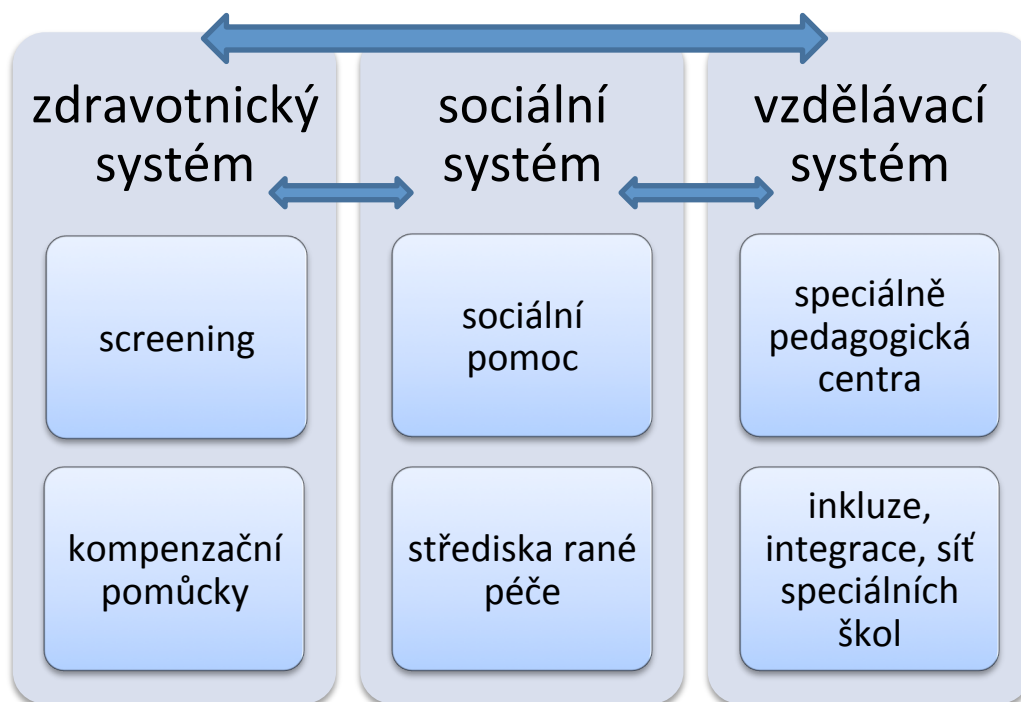 zdravotnický
systém
sociální
systém
vzdělávací
systém
screening
sociální
pomoc
speciálně
pedagogická
centra
kompenzační
pomůcky
střediska rané
péče
inkluze,
integrace, síť
speciálních
škol